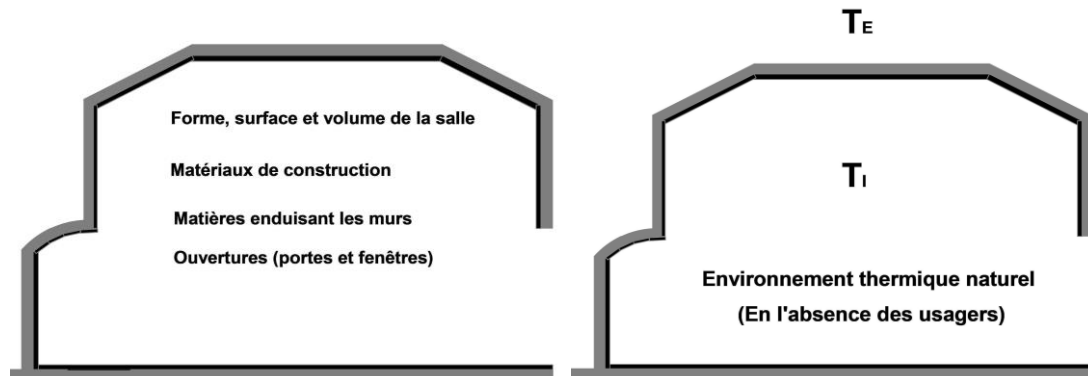 Forme, surface et volume de la salle
Matériaux de construction
Matières enduisant les murs
Ouvertures (portes et fenêtres)
TE
TI
Environnement thermique naturel
(En l'absence des usagers)